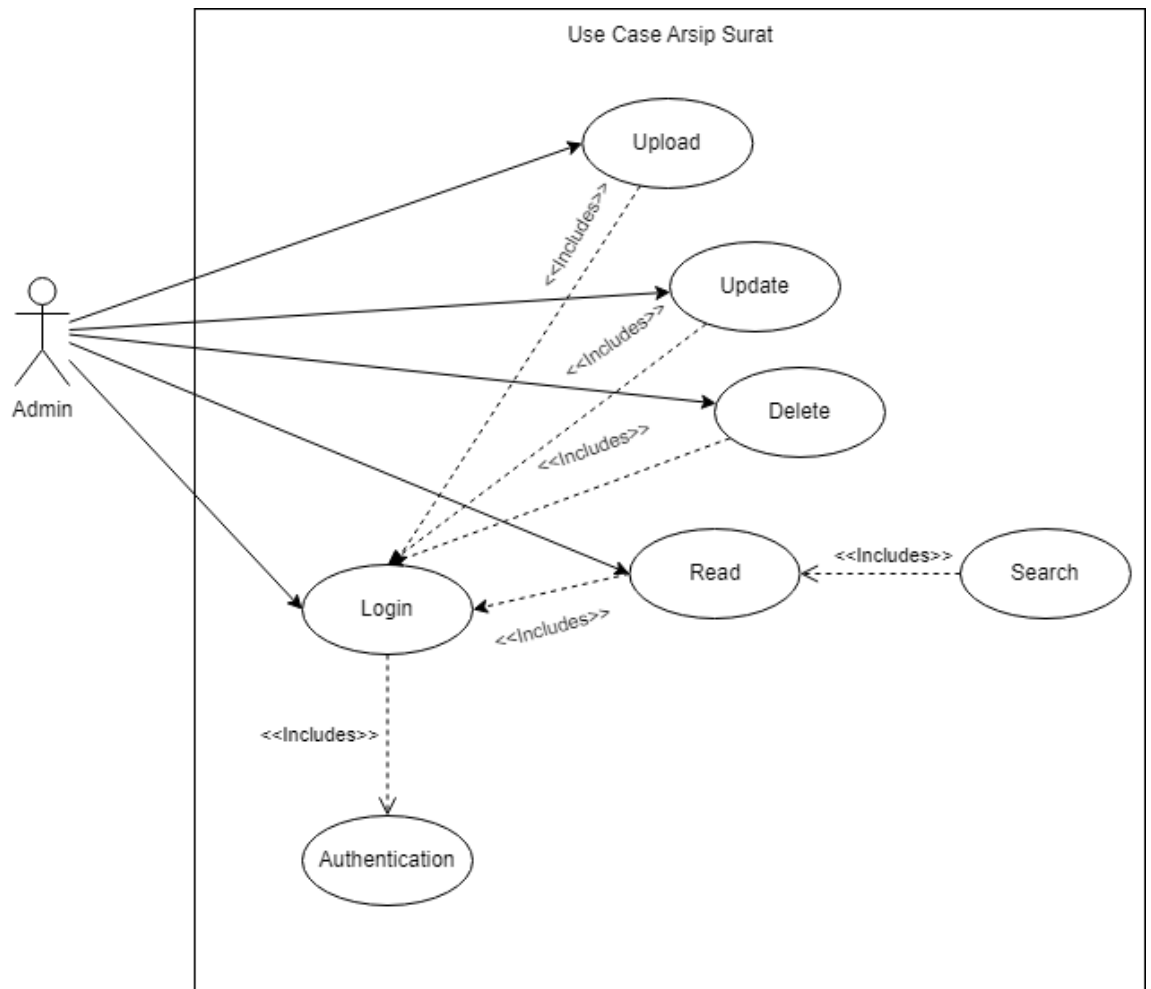 Use Case Arsip Surat
Upload
<<Includes>>
Update
<<Includes>>
Admin
Delete
<<Includes>>
Read
<<Includes>>
Search
Login
<<Includes>>
<<Includes>>
Authentication